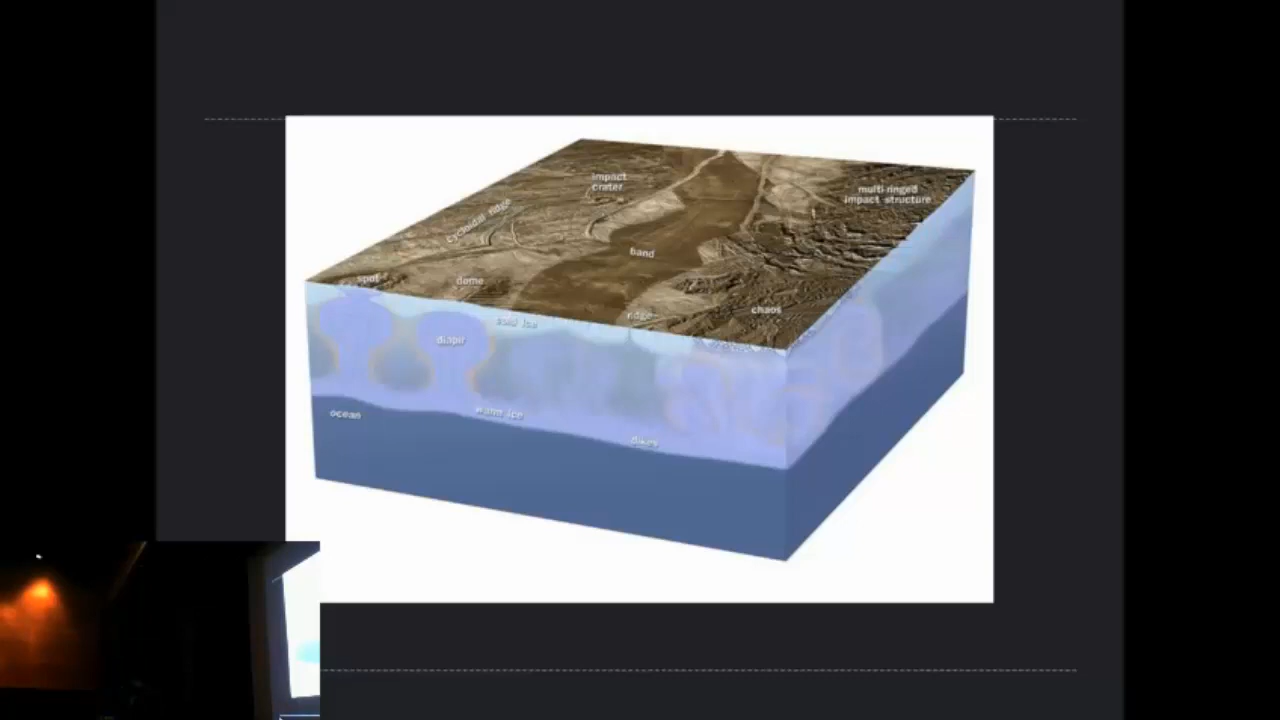 impact
crater
multi-ringed
impact structure
cycloidal ridge
band
spot
dome
chaos
ridge
cold ice
diapir
ocean
warm ice
dikes